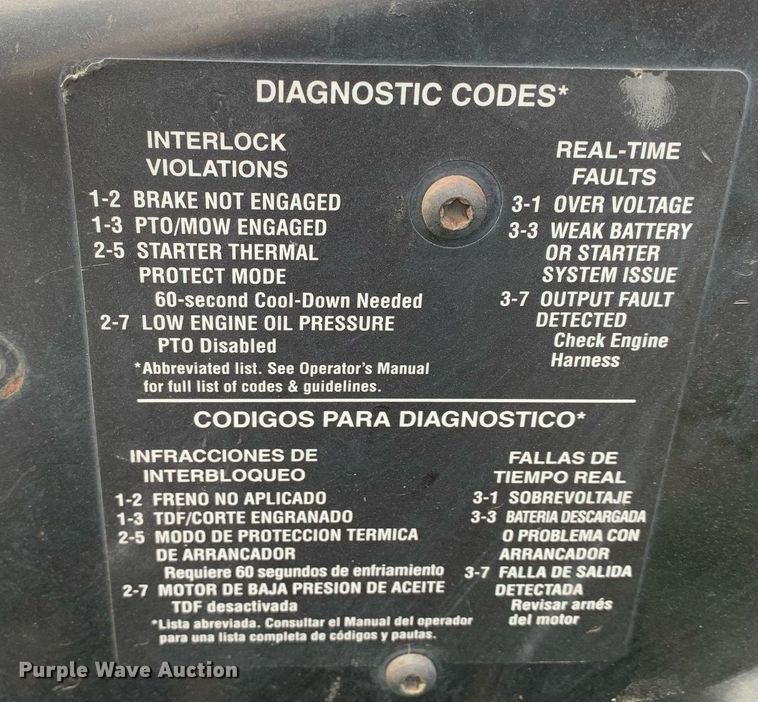 DIAGNOSTIC CODES*
INTERLOCK
VIOLATIONS
1-2 BRAKE NOT ENGAGED
1-3 PTO/MOW ENGAGED
2-5 STARTER THERMAL
PROTECT MODE
60-second Cool-Down Needed
2-7 LOW ENGINE OIL PRESSURE
PTO Disabled
*Abbreviated list. See Operator's Manual
for full list of codes & guidelines.
REAL-TIME
FAULTS
3-1 OVER VOLTAGE
3-3 WEAK BATTERY
OR STARTER
SYSTEM ISSUE
3-7 OUTPUT FAULT
DETECTED
Check Engine
Harness
CODIGOS PARA DIAGNOSTICO*
INFRACCIONES DE
INTERBLOQUEO
1-2 FRENO NO APLICADO
1-3 TDF/CORTE ENGRANADO
2-5 MODO DE PROTECCION TERMICA
DE ARRANCADOR
Requiere 60 segundos de enfriamiento
2-7 MOTOR DE BAJA PRESION DE ACEITE
TDF desactivada
*Lista abreviada. Consultar el Manual del operador
para una lista completa de códigos y pautas.
FALLAS DE
TIEMPO REAL
3-1 SOBREVOLTAJE
3-3 BATERIA DESCARGADA
O PROBLEMA CON
ARRANCADOR
3-7 FALLA DE SALIDA
DETECTADA
Revisar arnés
del motor
Purple Wave Auction